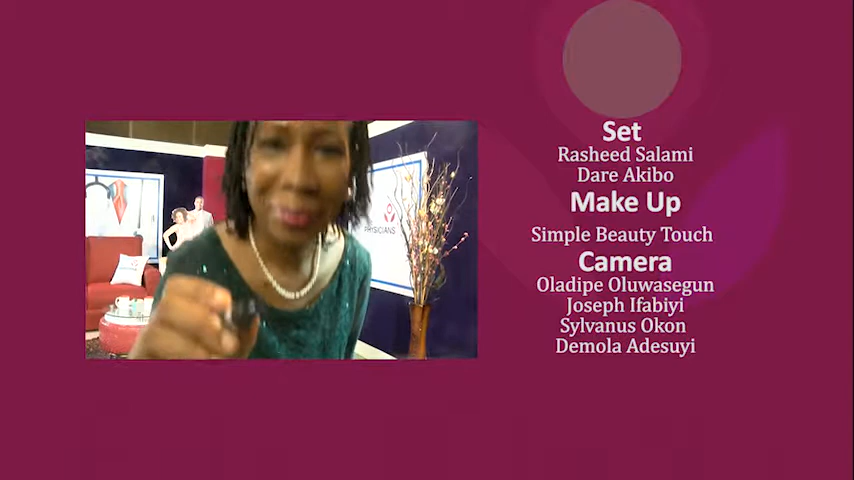 Set
Rasheed Salami
Dare Akibo
Make Up
Simple Beauty Touch
Camera
Oladipe Oluwasegun
Joseph Ifabiyi
Sylvanus Okon
Demola Adesuyi
PHYSICIANS